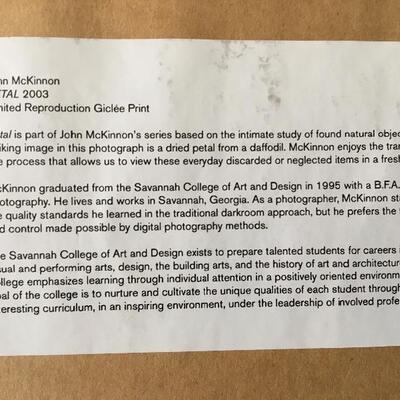 hn McKinnon
ETAL 2003
mited Reproduction Giclée Print
tal is part of John McKinnon's series based on the intimate study of found natural objec
iking image in this photograph is a dried petal from a daffodil. McKinnon enjoys the tran
e process that allows us to view these everyday discarded or neglected items in a fresh
cKinnon graduated from the Savannah College of Art and Design in 1995 with a B.F.A.
otography. He lives and works in Savannah, Georgia. As a photographer, McKinnon sti
e quality standards he learned in the traditional darkroom approach, but he prefers the
d control made possible by digital photography methods.
e Savannah College of Art and Design exists to prepare talented students for careers i
sual and performing arts, design, the building arts, and the history of art and architecture
ollege emphasizes learning through individual attention in a positively oriented environm
oal of the college is to nurture and cultivate the unique qualities of each student through
teresting curriculum, in an inspiring environment, under the leadership of involved profe